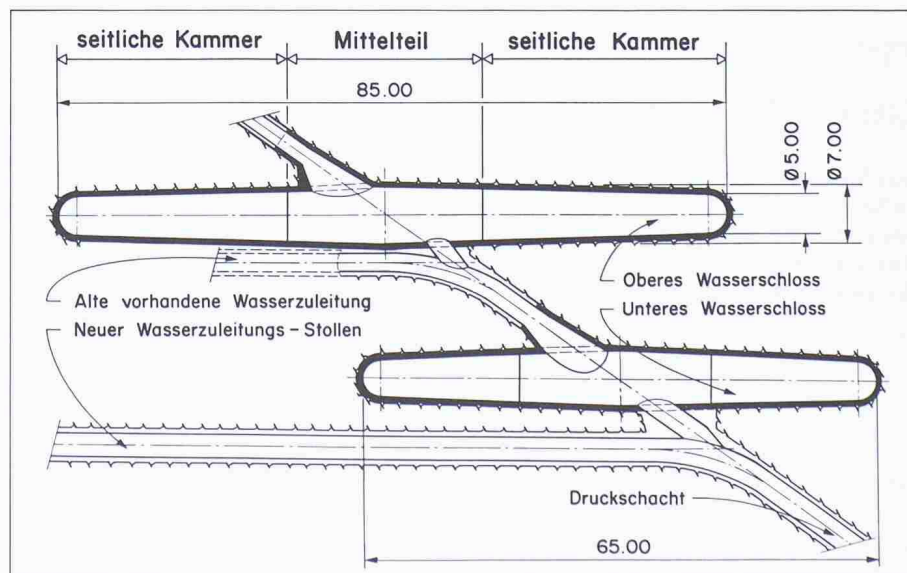 seitliche Kammer
Mittelteil
seitliche Kammer
85.00
Ø 5.00
Ø 7.00
Alte vorhandene Wasserzuleitung
Neuer Wasserzuleitungs-Stollen
Oberes Wasserschloss
Unteres Wasserschloss
Druckschacht
65.00